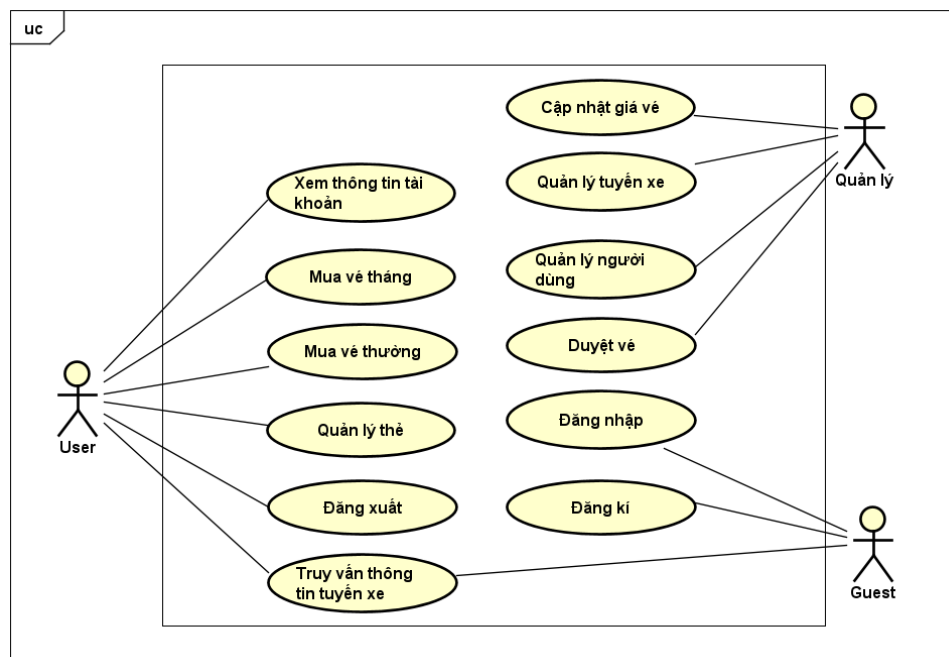 uc
Cập nhật giá vé
Quản lý
Xem thông tin tài
khoản
Quản lý tuyến xe
Mua vé tháng
Quản lý người
dùng
Mua vé thường
Duyệt vé
User
Quản lý thẻ
Đăng nhập
Đăng xuất
Đăng kí
Truy vấn thông
tin tuyến xe
Guest